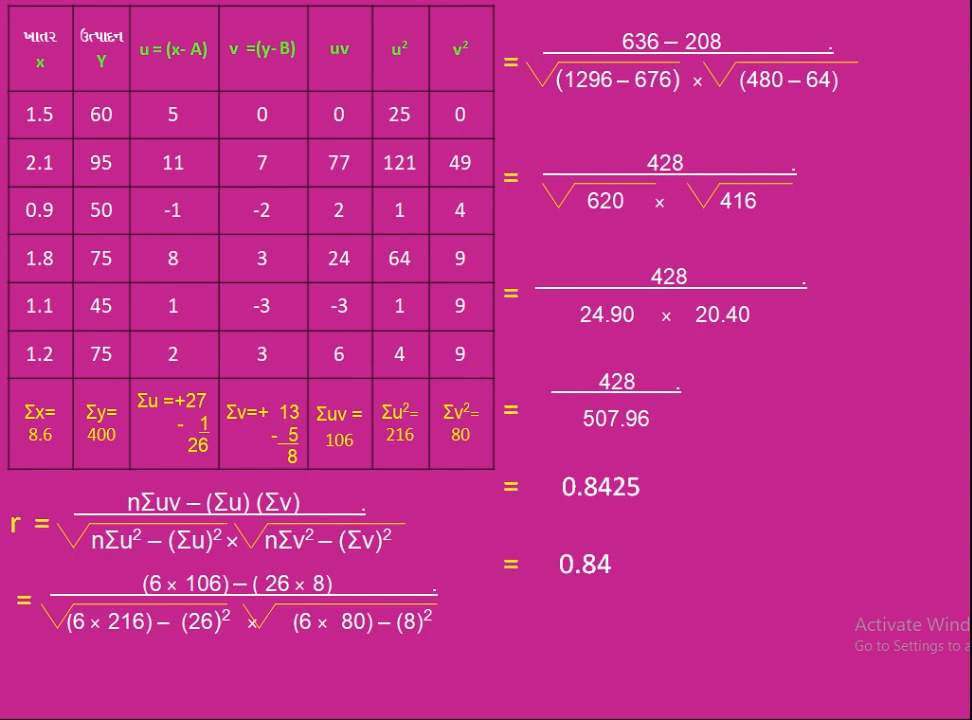 ખાતર ઉત્પાદન u = (x- A) v =(y- B) uv u² v²
x Y
1.5 60 5 0 0 25 0
2.1 95 11 7 77 121 49
0.9 50 -1 -2 2 1 4
1.8 75 8 3 24 64 9
1.1 45 1 -3 -3 1 9
1.2 75 2 3 6 4 9
Σx= Σy= Σu =+27 Σv=+ 13 Σuv = Σu²= Σv²=
8.6 400 - 1 - 5 106 216 80
26 8
r = nΣuv – (Σu) (Σv) .
√ nΣu² – (Σu)² × √ nΣv² – (Σv)²
= (6 × 106) – ( 26 × 8) .
√(6 × 216) – (26)² × √ (6 × 80) – (8)²
= 636 – 208 .
√(1296 – 676) × √ (480 – 64)
= 428 .
√ 620 × √ 416
= 428 .
24.90 × 20.40
= 428 .
507.96
= 0.8425
= 0.84
Activate Wind
Go to Settings to a